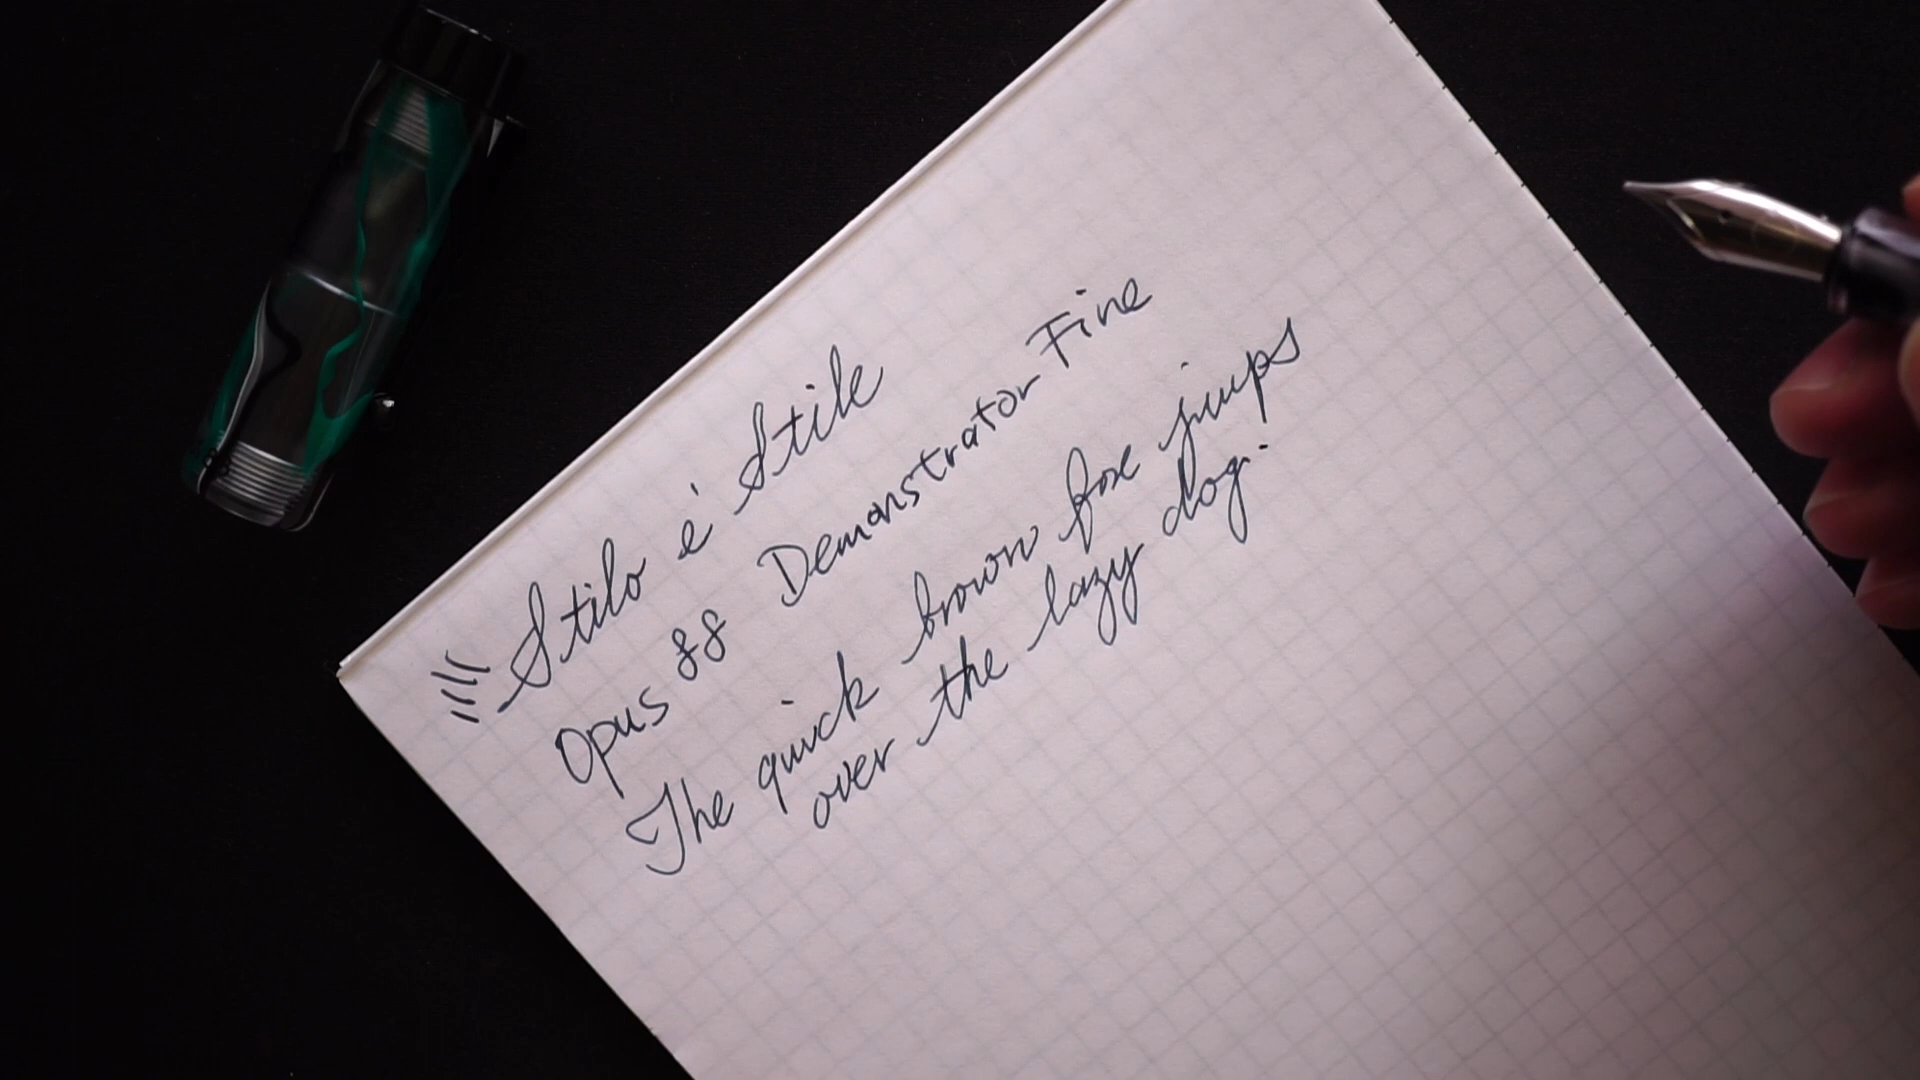 Stilo é Stile
Opus 88 Demonstrator Fine
The quick brown fox jumps
over the lazy dog.